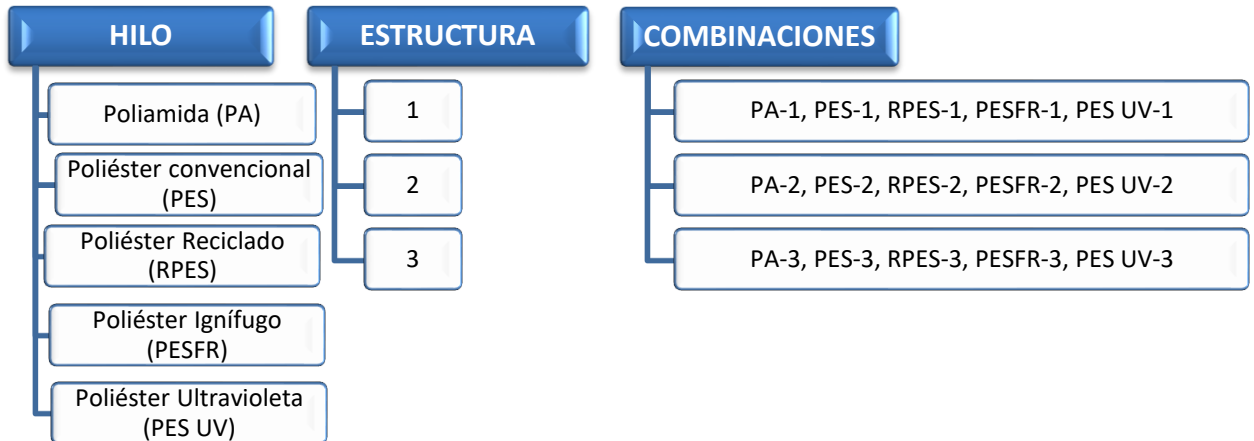 HILO
Poliamida (PA)
Poliéster convencional
(PES)
Poliéster Reciclado
(RPES)
Poliéster Ignífugo
(PESFR)
Poliéster Ultravioleta
(PES UV)
ESTRUCTURA
1
2
3
COMBINACIONES
PA-1, PES-1, RPES-1, PESFR-1, PES UV-1
PA-2, PES-2, RPES-2, PESFR-2, PES UV-2
PA-3, PES-3, RPES-3, PESFR-3, PES UV-3